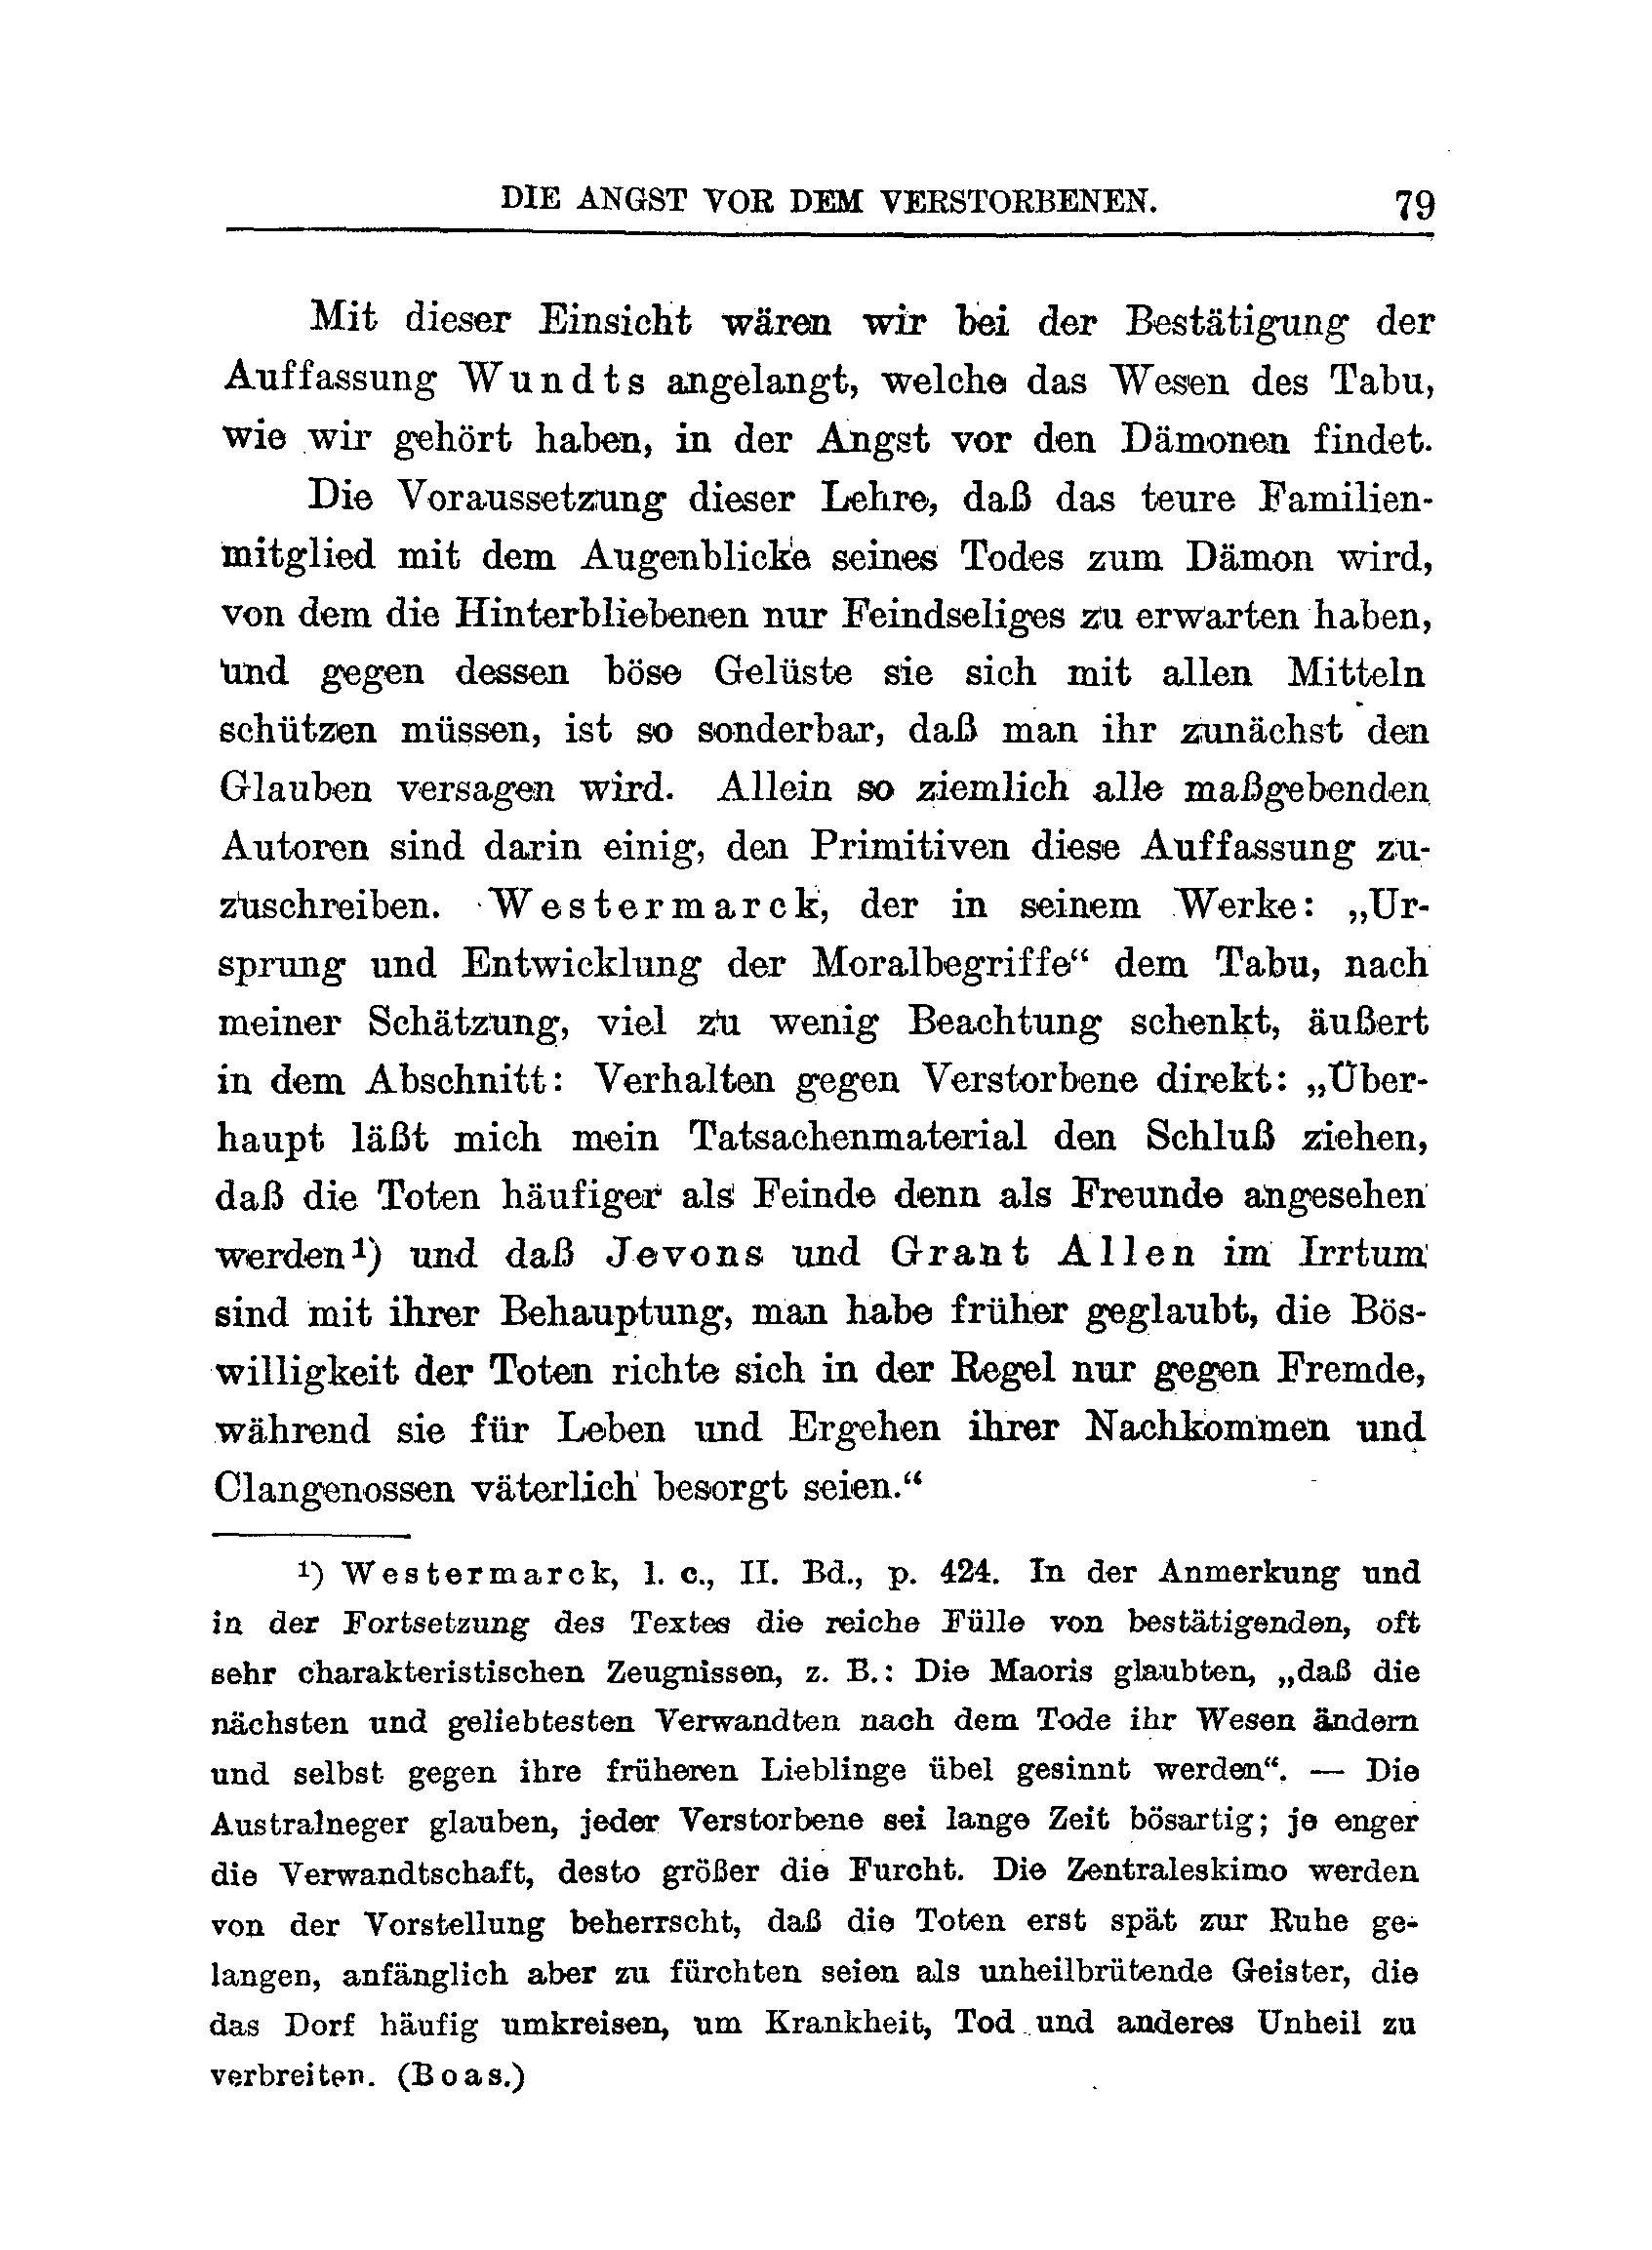 DIE ANGST VOR DEM VERSTORBENEN. 79
Mit dieser Einsicht wären wir bei der Bestätigung der
Auffassung Wundts angelangt, welche das Wesen des Tabu,
wie wir gehört haben, in der Angst vor den Dämonen findet.
Die Voraussetzung dieser Lehre, daß das teure Familien-
mitglied mit dem Augenblicke seines Todes zum Dämon wird,
von dem die Hinterbliebenen nur Feindseliges zu erwarten haben,
und gegen dessen böse Gelüste sie sich mit allen Mitteln
schützen müssen, ist so sonderbar, daß man ihr zunächst den
Glauben versagen wird. Allein so ziemlich alle maßgebenden
Autoren sind darin einig, den Primitiven diese Auffassung zu-
zuschreiben. Westermarck, der in seinem Werke: „Ur-
sprung und Entwicklung der Moralbegriffe“ dem Tabu, nach
meiner Schätzung, viel zu wenig Beachtung schenkt, äußert
in dem Abschnitt: Verhalten gegen Verstorbene direkt: „Über-
haupt läßt mich mein Tatsachenmaterial den Schluß ziehen,
daß die Toten häufiger als Feinde denn als Freunde angesehen
werden¹) und daß Jevons und Grant Allen im Irrtum
sind mit ihrer Behauptung, man habe früher geglaubt, die Bös-
willigkeit der Toten richte sich in der Regel nur gegen Fremde,
während sie für Leben und Ergehen ihrer Nachkommen und
Clangenossen väterlich besorgt seien.“
¹) Westermarck, l. c., II. Bd., p. 424. In der Anmerkung und
in der Fortsetzung des Textes die reiche Fülle von bestätigenden, oft
sehr charakteristischen Zeugnissen, z. B.: Die Maoris glaubten, „daß die
nächsten und geliebtesten Verwandten nach dem Tode ihr Wesen ändern
und selbst gegen ihre früheren Lieblinge übel gesinnt werden“. — Die
Australneger glauben, jeder Verstorbene sei lange Zeit bösartig; je enger
die Verwandtschaft, desto größer die Furcht. Die Zentraleskimo werden
von der Vorstellung beherrscht, daß die Toten erst spät zur Ruhe ge-
langen, anfänglich aber zu fürchten seien als unheilbrütende Geister, die
das Dorf häufig umkreisen, um Krankheit, Tod und anderes Unheil zu
verbreiten. (Boas.)